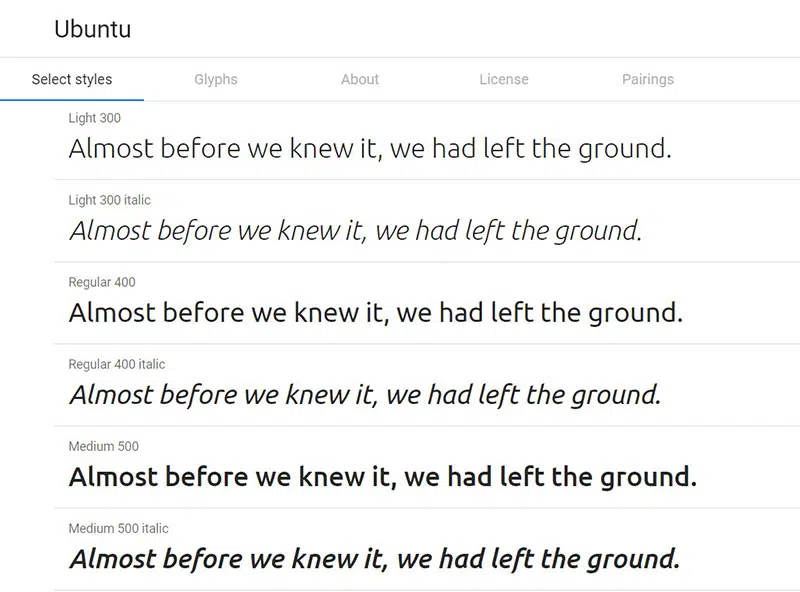 Ubuntu
Select styles Glyphs About License Pairings
Light 300
Almost before we knew it, we had left the ground.
Light 300 italic
Almost before we knew it, we had left the ground.
Regular 400
Almost before we knew it, we had left the ground.
Regular 400 italic
Almost before we knew it, we had left the ground.
Medium 500
Almost before we knew it, we had left the ground.
Medium 500 italic
Almost before we knew it, we had left the ground.